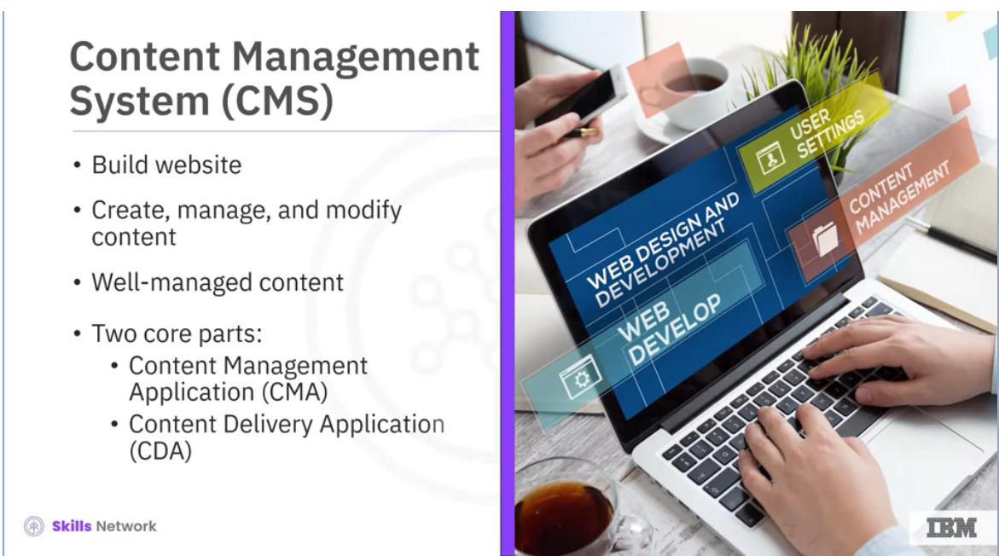 Content Management
System (CMS)
• Build website
• Create, manage, and modify
content
• Well-managed content
• Two core parts:
• Content Management
Application (CMA)
• Content Delivery Application
(CDA)
Skills Network
USER
SETTINGS
CONTENT
MANAGEMENT
WEB DESIGN AND
DEVELOPMENT
WEB
DEVELOP
IBM